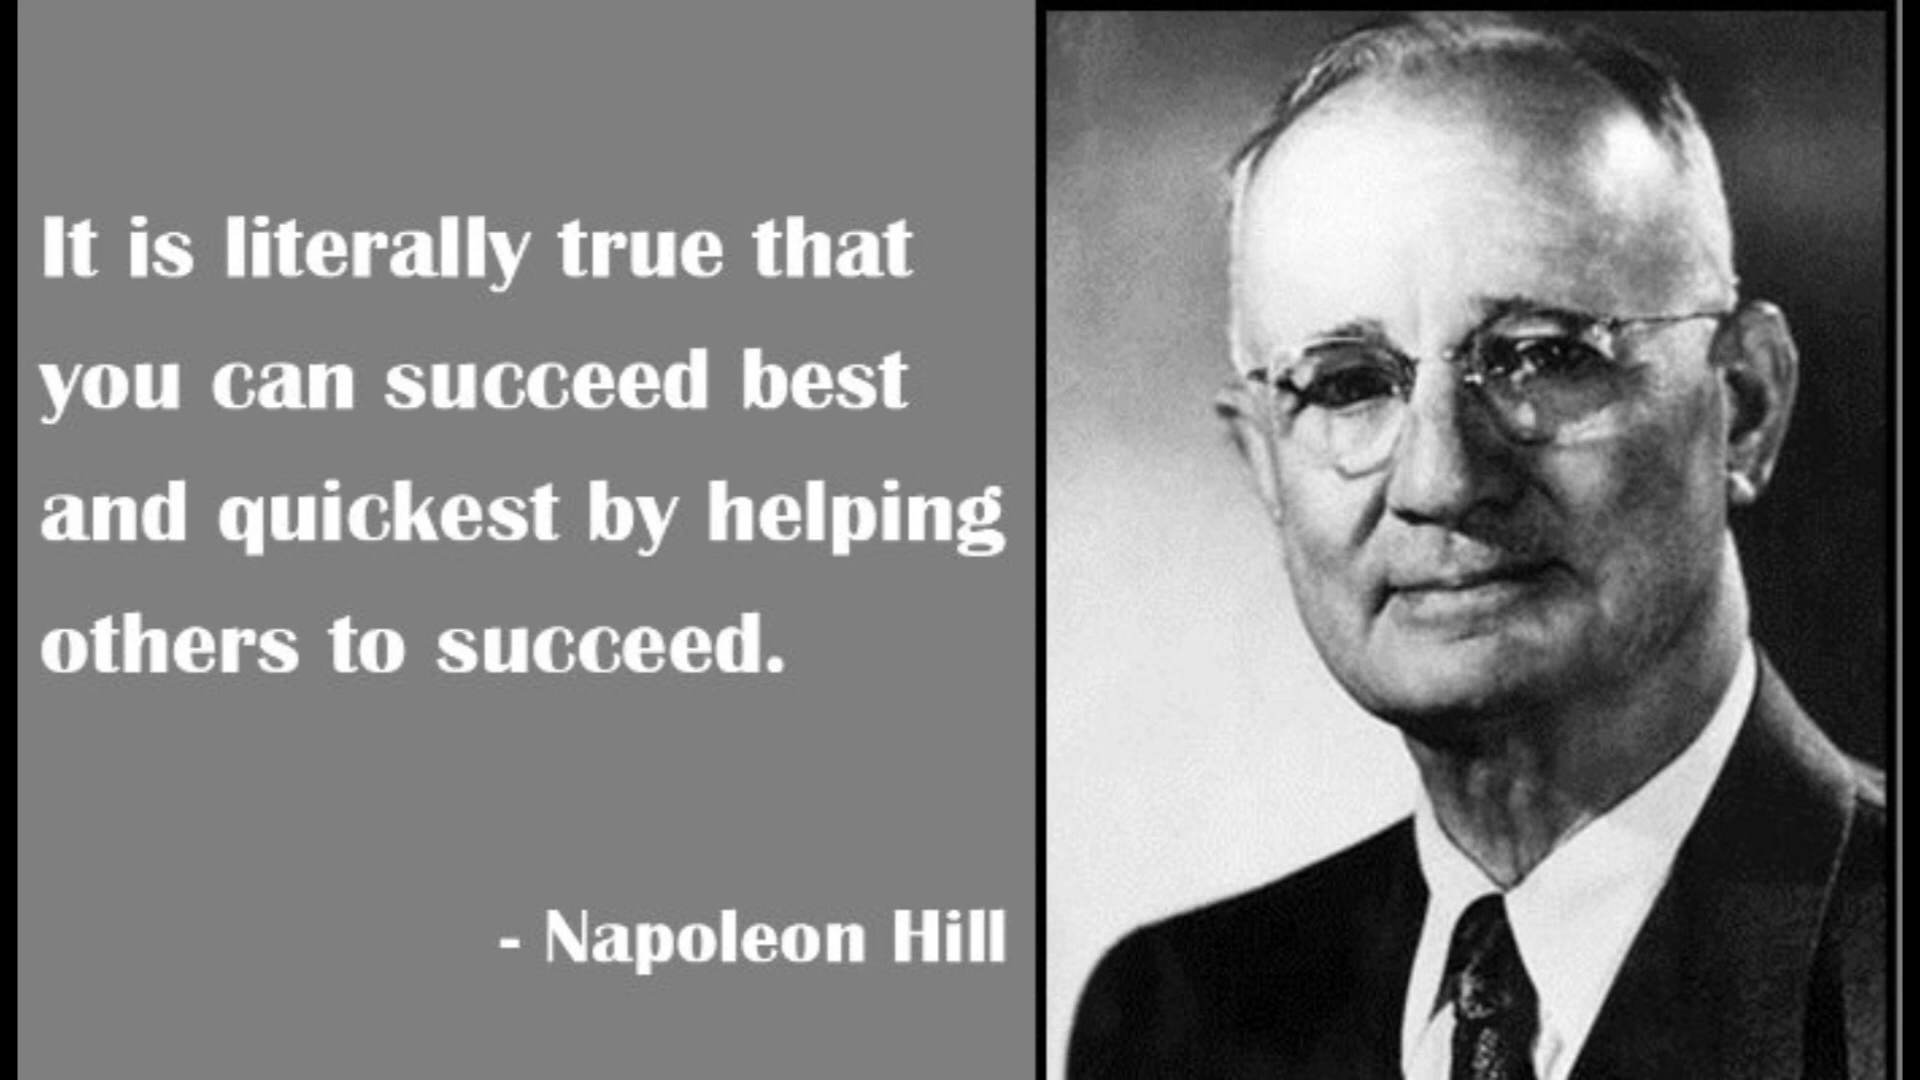 It is literally true that
you can succeed best
and quickest by helping
others to succeed.
- Napoleon Hill